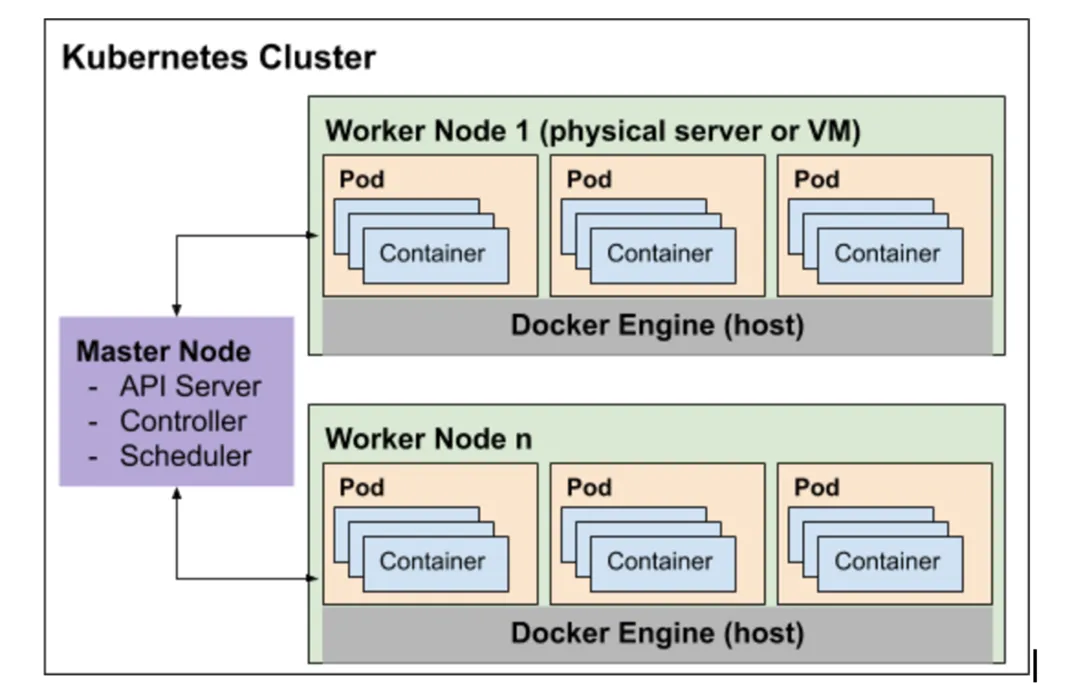 Kubernetes Cluster
Worker Node 1 (physical server or VM)
Pod
Container
Pod
Container
Pod
Container
Docker Engine (host)
Master Node
- API Server
- Controller
- Scheduler
Worker Node n
Pod
Container
Pod
Container
Pod
Container
Docker Engine (host)